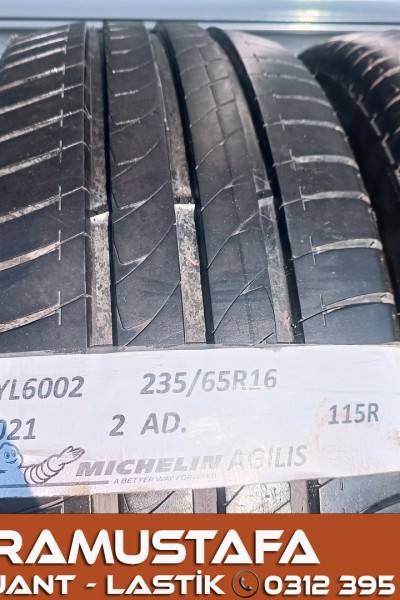 YL6002 235/65R16
021 2 AD. 115R
MICHELIN AGILIS
A BETTER WAY FORWARD
RAMUSTAFA
JANT - LASTİK 0312 395